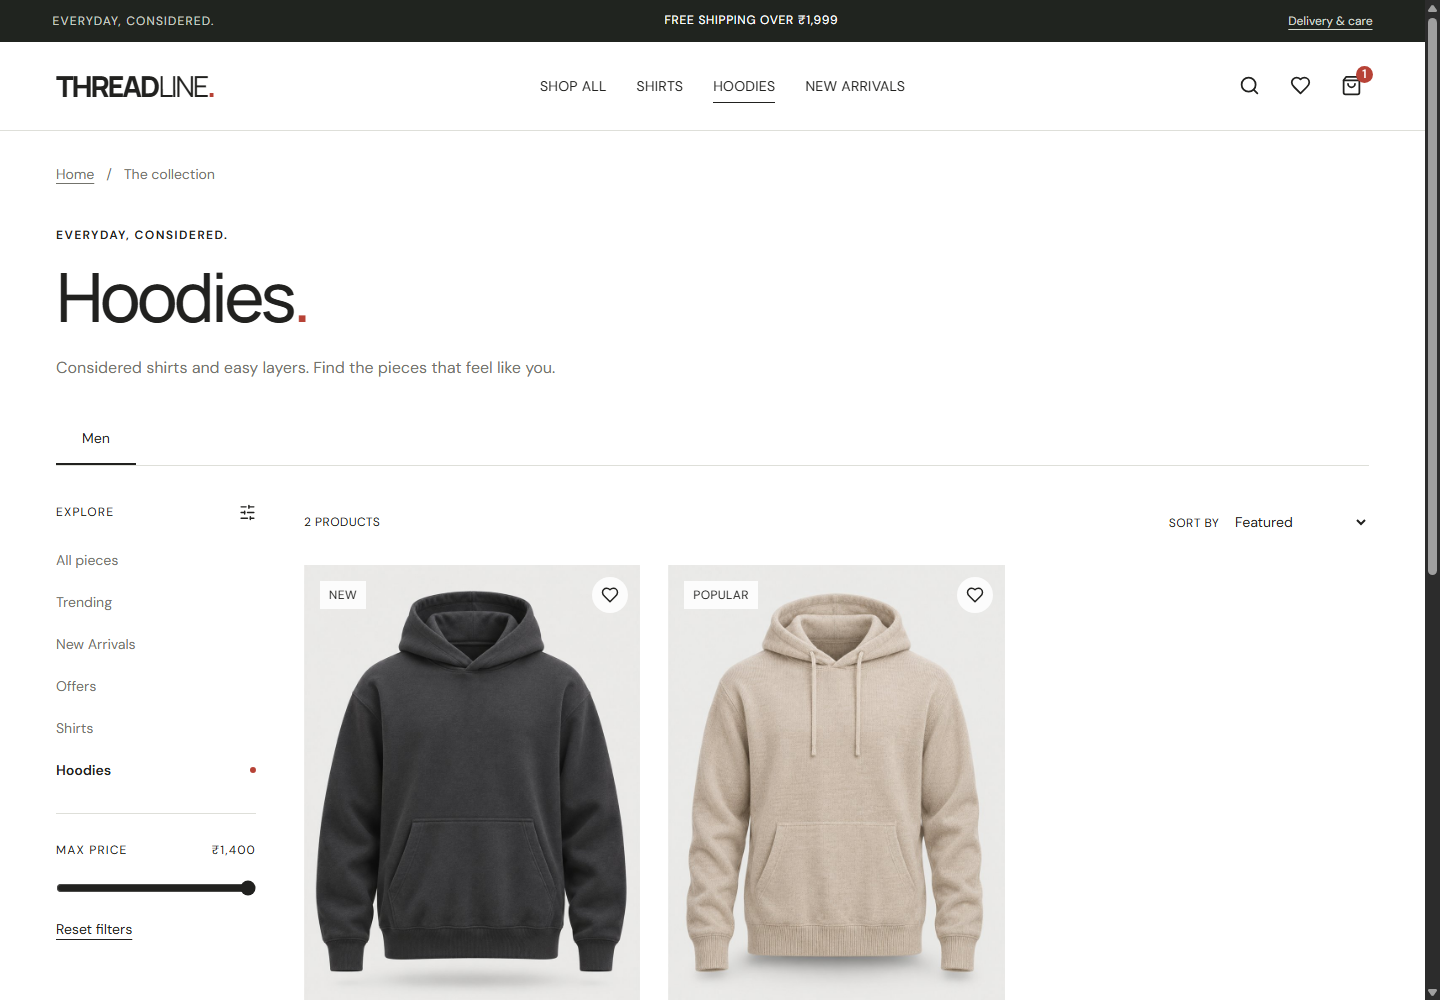 EVERYDAY, CONSIDERED.
FREE SHIPPING OVER ₹1,999
Delivery & care
THREADLINE.
SHOP ALL
SHIRTS
HOODIES
NEW ARRIVALS
1
Home / The collection
EVERYDAY, CONSIDERED.
Hoodies.
Considered shirts and easy layers. Find the pieces that feel like you.
Men
EXPLORE
All pieces
Trending
New Arrivals
Offers
Shirts
Hoodies
MAX PRICE ₹1,400
Reset filters
2 PRODUCTS
SORT BY Featured
NEW
POPULAR